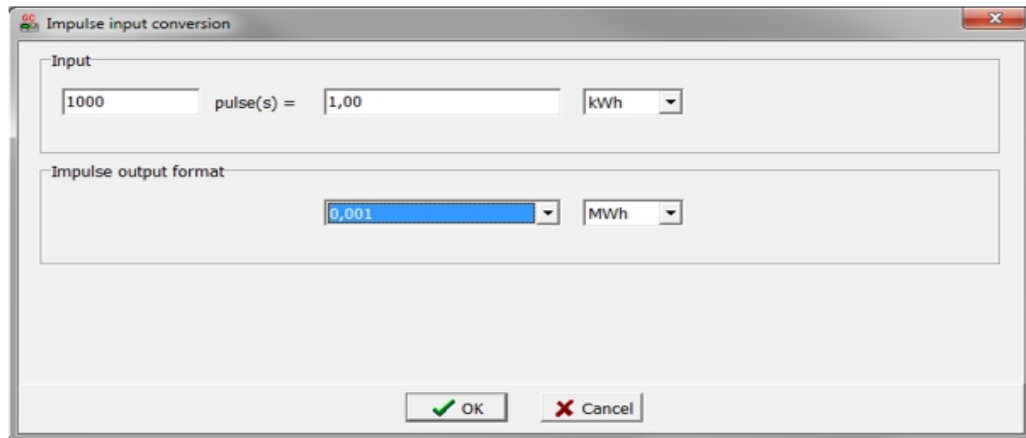 Impulse input conversion
Input
1000 pulse(s) = 1,00 kWh
Impulse output format
0,001 MWh
OK Cancel